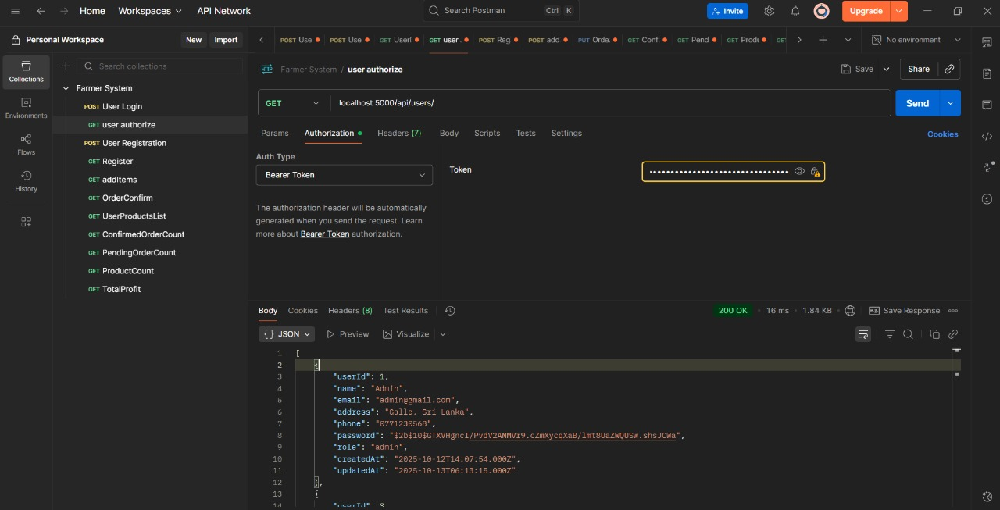 Home Workspaces API Network Search Postman Ctrl K Invite Upgrade
Personal Workspace New Import POST Use POST Use GET UserI GET user . POST Reg POST add PUT Orde. GET Confi GET Pend GET Produ GET No environment
Collections
Environments
Flows
History
Search collections
Farmer System
POST User Login
GET user authorize
POST User Registration
GET Register
GET addItems
GET OrderConfirm
GET UserProductsList
GET ConfirmedOrderCount
GET PendingOrderCount
GET ProductCount
GET TotalProfit
HTTP Farmer System / user authorize Save Share
GET localhost:5000/api/users/ Send
Params Authorization Headers (7) Body Scripts Tests Settings Cookies
Auth Type
Bearer Token
Token
The authorization header will be automatically
generated when you send the request. Learn
more about Bearer Token authorization.
Body Cookies Headers (8) Test Results 200 OK • 16 ms • 1.84 KB • Save Response
{} JSON Preview Visualize
1 [
2 {
3 "userId": 1,
4 "name": "Admin",
5 "email": "admin@gmail.com",
6 "address": "Galle, Sri Lanka",
7 "phone": "0771230568",
8 "password": "$2b$10$GTXVHgncI/PvdV2ANMVr9.cZmXycqXaB/lmt8UaZWQUSw.shsJCWa",
9 "role": "admin",
10 "createdAt": "2025-10-12T14:07:54.000Z",
11 "updatedAt": "2025-10-13T06:13:15.000Z"
12 },
13 {
14 "userId": 3,